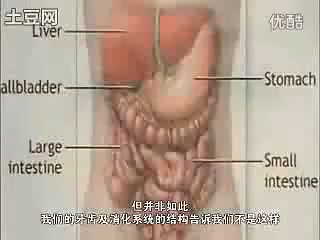 土豆网
优酷
Liver
allbladder
Stomach
Large
intestine
Small
intestine
但并非如此
我们的牙齿及消化系统的结构告诉我们不是这样